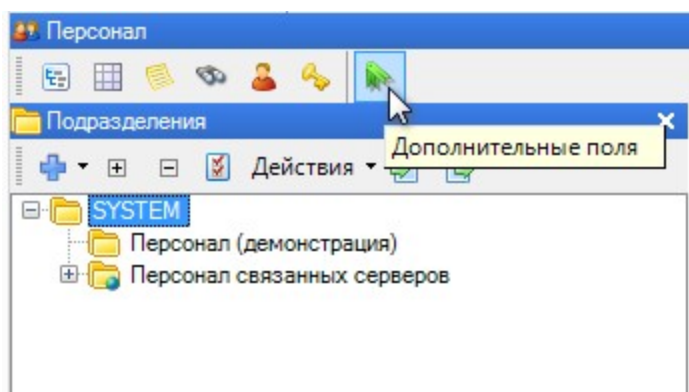 Персонал
Подразделения
Дополнительные поля
Действия
SYSTEM
Персонал (демонстрация)
Персонал связанных серверов